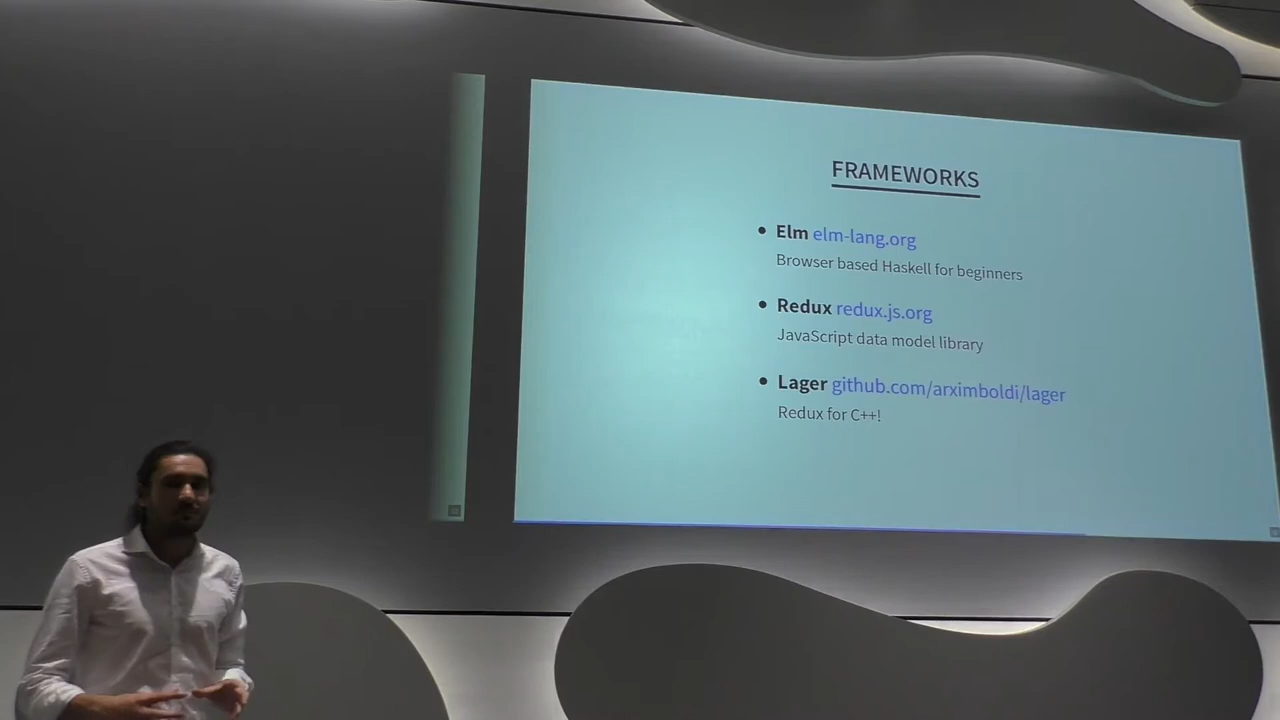 FRAMEWORKS
• Elm elm-lang.org
Browser based Haskell for beginners
• Redux redux.js.org
JavaScript data model library
• Lager github.com/arximboldi/lager
Redux for C++!